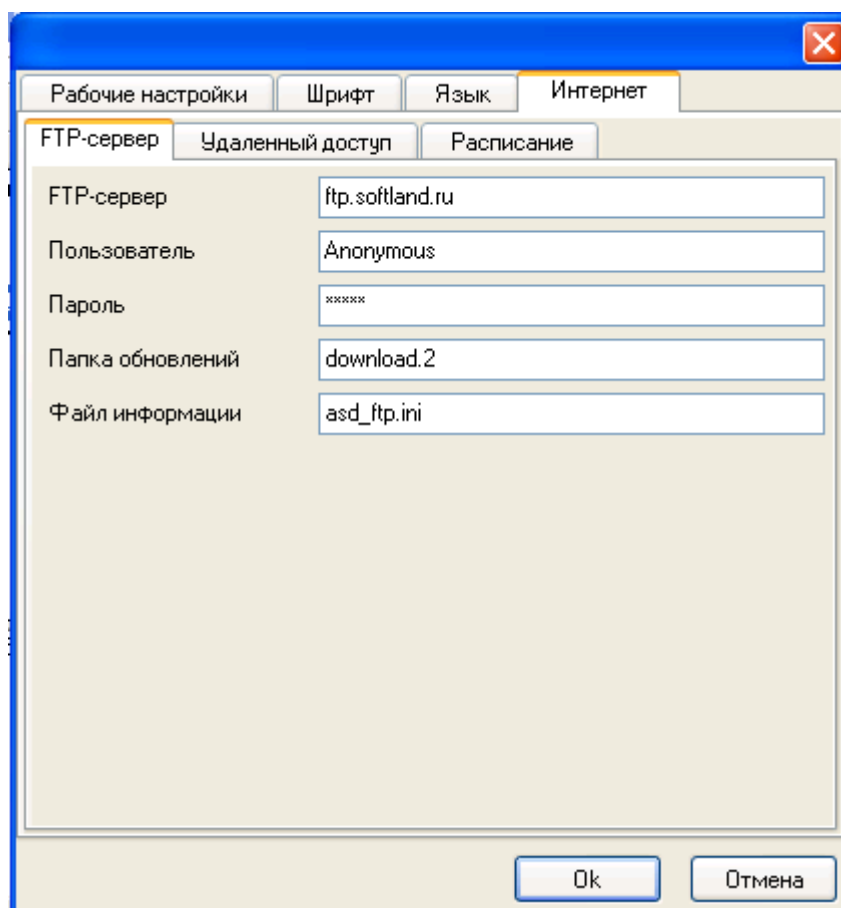 Рабочие настройки Шрифт Язык Интернет
FTP-сервер Удаленный доступ Расписание
FTP-сервер ftp.softland.ru
Пользователь Anonymous
Пароль *****
Папка обновлений download.2
Файл информации asd_ftp.ini
Ok Отмена